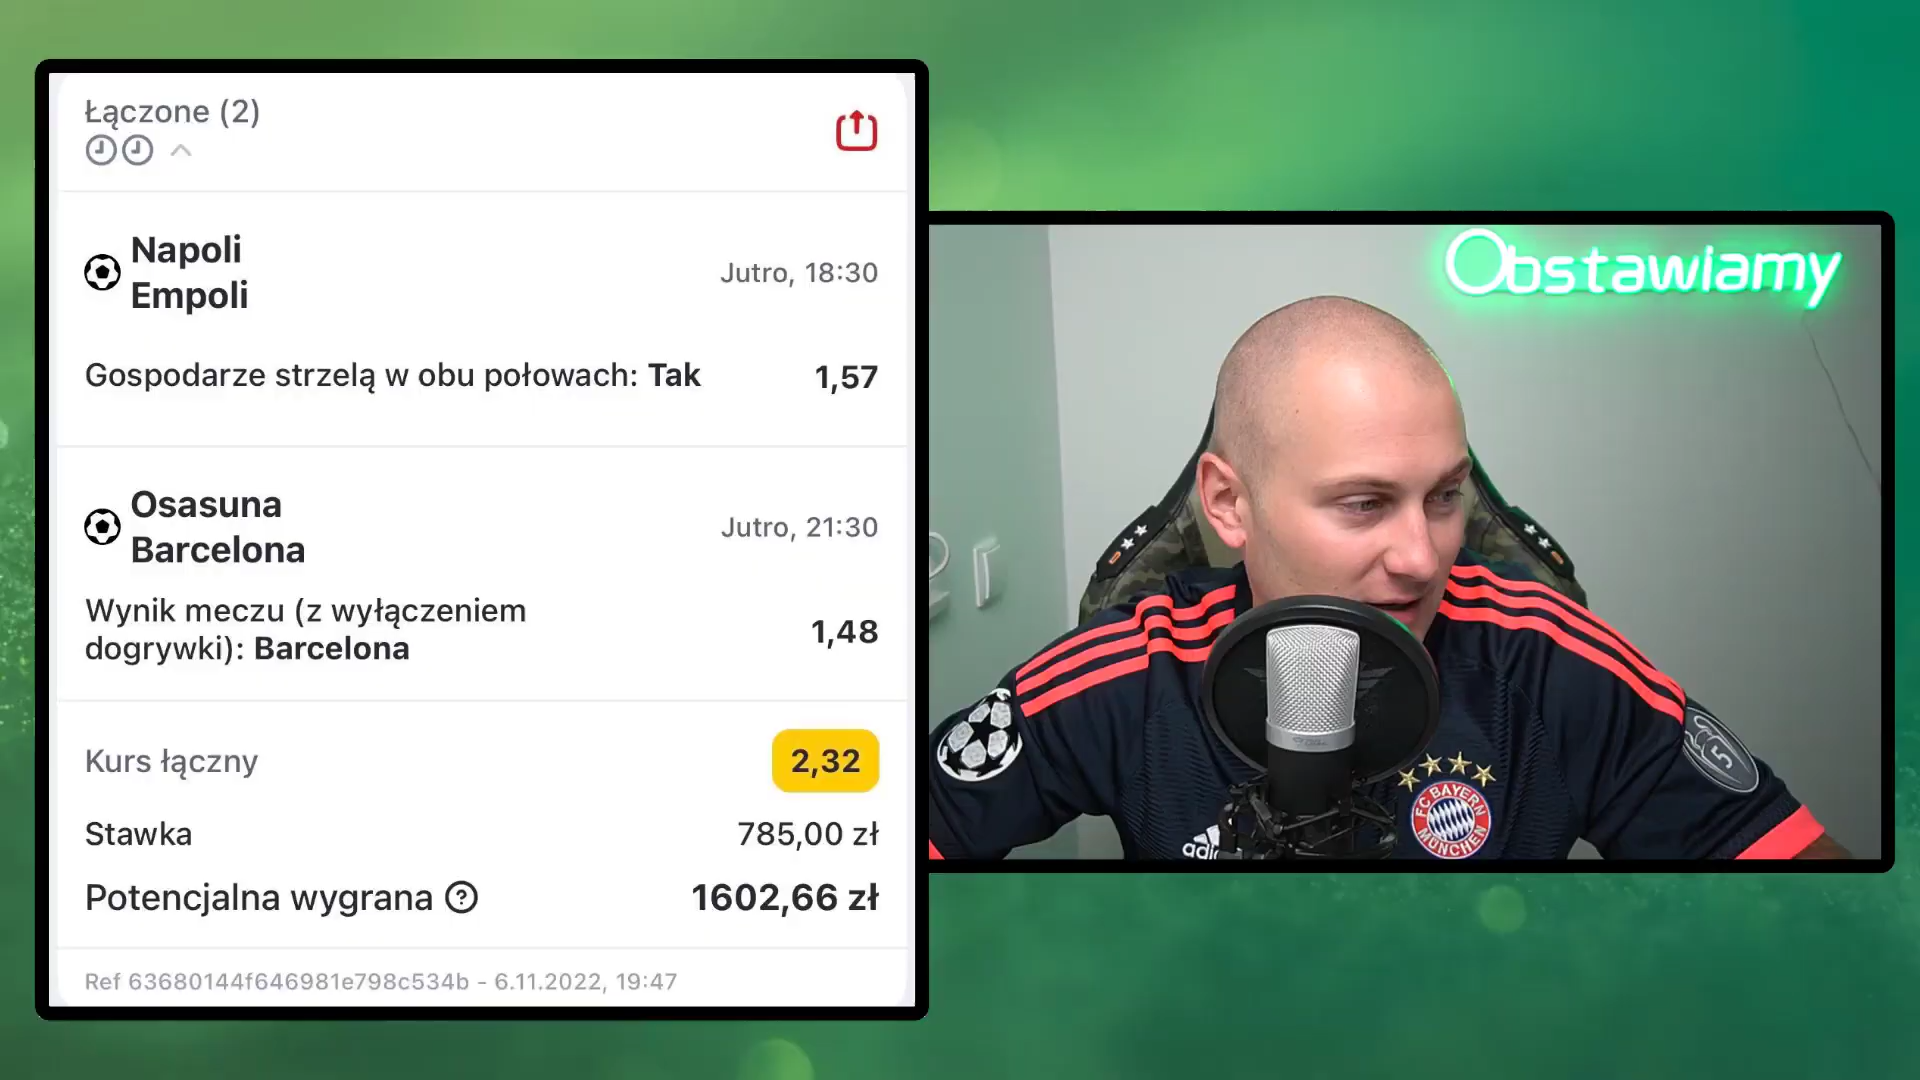 Łączone (2)
Napoli
Empoli
Jutro, 18:30
Gospodarze strzelą w obu połowach: Tak
1,57
Osasuna
Barcelona
Jutro, 21:30
Wynik meczu (z wyłączeniem
dogrywki): Barcelona
1,48
Kurs łączny
2,32
Stawka
785,00 zł
Potencjalna wygrana ?
1602,66 zł
Ref 63680144f646981e798c534b - 6.11.2022, 19:47
Obstawiamy
5
adi
FC BAYERN
MÜNCHEN